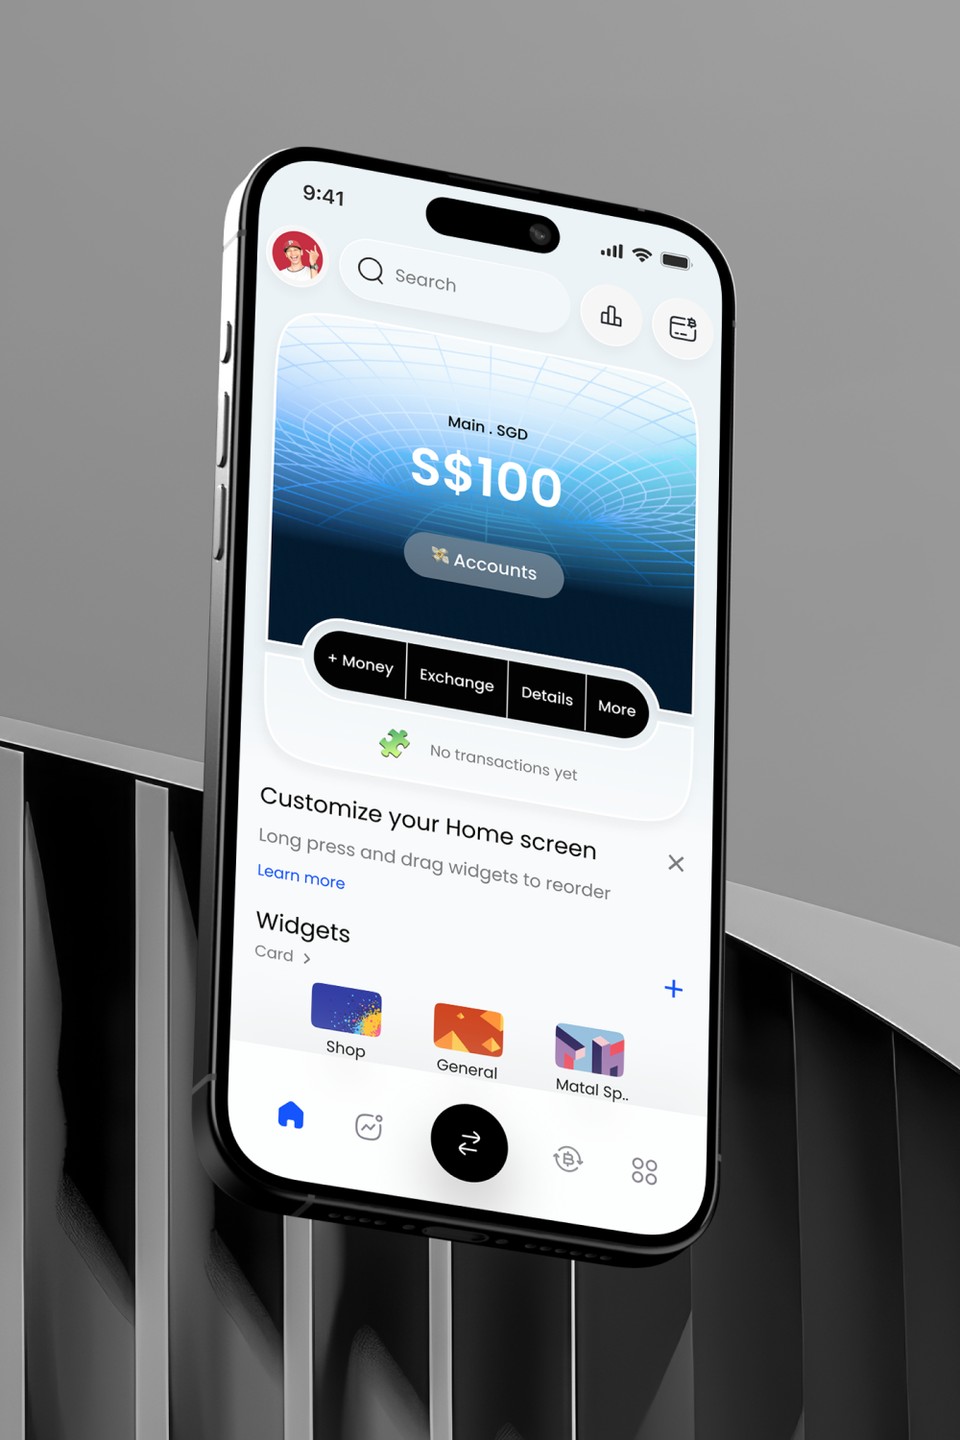 9:41
Search
Main . SGD
S$100
Accounts
+ Money
Exchange
Details
More
No transactions yet
Customize your Home screen
Long press and drag widgets to reorder
Learn more
Widgets
Card >
+
Shop
General
Matal Sp..